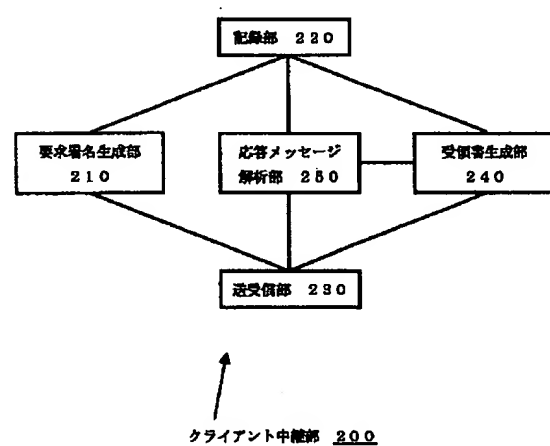 記録部 220
要求署名生成部
210
応答メッセージ
解析部 250
受領書生成部
240
送受信部 230
クライアント中継部 200